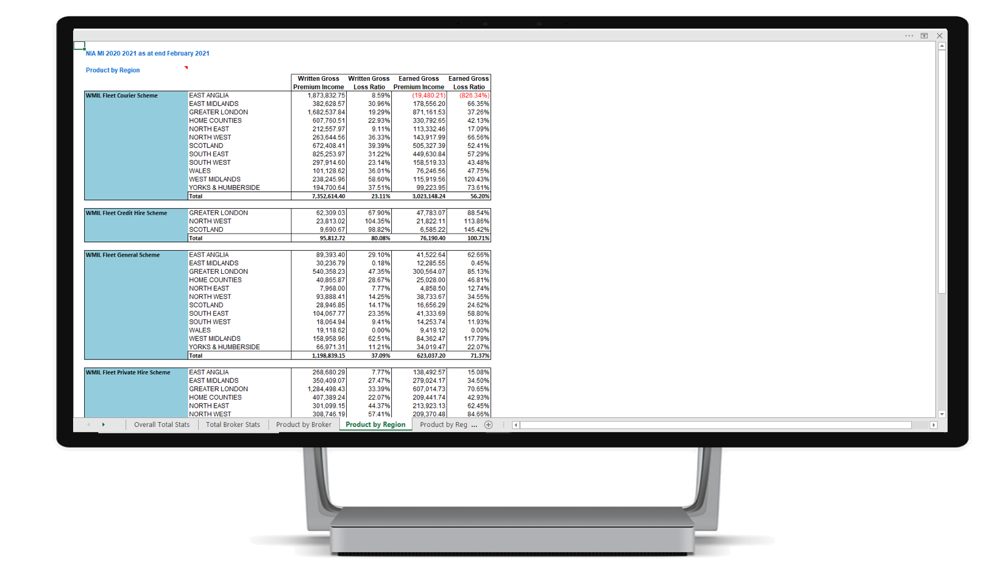 NIA MI 2020 2021 as at end February 2021
Product by Region
Written Gross Written Gross Earned Gross Earned Gross
Premium Income Loss Ratio Premium Income Loss Ratio
WMIL Fleet Courier Scheme EAST ANGLIA 1,873,832.75 8.59% (19,480.21) (826.34%)
EAST MIDLANDS 382,628.57 30.96% 178,556.20 66.35%
GREATER LONDON 1,682,537.84 19.29% 871,161.53 37.26%
HOME COUNTIES 607,760.51 22.93% 330,792.65 42.13%
NORTH EAST 212,557.97 9.11% 113,332.46 17.09%
NORTH WEST 263,644.56 36.33% 143,917.99 66.56%
SCOTLAND 672,408.41 39.39% 505,327.39 52.41%
SOUTH EAST 825,253.97 31.22% 449,630.84 57.29%
SOUTH WEST 297,914.60 23.14% 158,519.33 43.48%
WALES 101,128.62 36.01% 76,246.56 47.75%
WEST MIDLANDS 238,245.96 58.60% 115,919.56 120.43%
YORKS & HUMBERSIDE 194,700.64 37.51% 99,223.95 73.61%
Total 7,352,614.40 23.11% 3,023,148.24 56.20%
WMIL Fleet Credit Hire Scheme GREATER LONDON 62,309.03 67.90% 47,783.07 88.54%
NORTH WEST 23,813.02 104.35% 21,822.11 113.86%
SCOTLAND 9,690.67 98.82% 6,585.22 145.42%
Total 95,812.72 80.08% 76,190.40 100.71%
WMIL Fleet General Scheme EAST ANGLIA 89,393.40 29.10% 41,522.64 62.66%
EAST MIDLANDS 30,236.79 0.18% 12,285.55 0.45%
GREATER LONDON 540,358.23 47.35% 300,564.07 85.13%
HOME COUNTIES 40,865.87 28.67% 25,028.00 46.81%
NORTH EAST 7,968.00 7.77% 4,858.50 12.74%
NORTH WEST 93,888.41 14.25% 38,733.67 34.55%
SCOTLAND 28,946.85 14.17% 16,656.29 24.62%
SOUTH EAST 104,067.77 23.35% 41,333.69 58.80%
SOUTH WEST 18,064.94 9.41% 14,253.74 11.93%
WALES 19,118.62 0.00% 9,419.12 0.00%
WEST MIDLANDS 158,958.96 62.51% 84,362.47 117.79%
YORKS & HUMBERSIDE 66,971.31 11.21% 34,019.47 22.07%
Total 1,198,839.15 37.09% 623,037.20 71.37%
WMIL Fleet Private Hire Scheme EAST ANGLIA 268,680.29 7.77% 138,492.57 15.08%
EAST MIDLANDS 350,409.07 27.47% 279,024.17 34.50%
GREATER LONDON 1,284,498.43 33.39% 607,014.73 70.65%
HOME COUNTIES 407,389.24 22.07% 209,441.74 42.93%
NORTH EAST 301,099.15 44.37% 213,923.13 62.45%
NORTH WEST 308,746.19 57.41% 209,370.48 84.66%
Overall Total Stats Total Broker Stats Product by Broker Product by Region Product by Reg ...